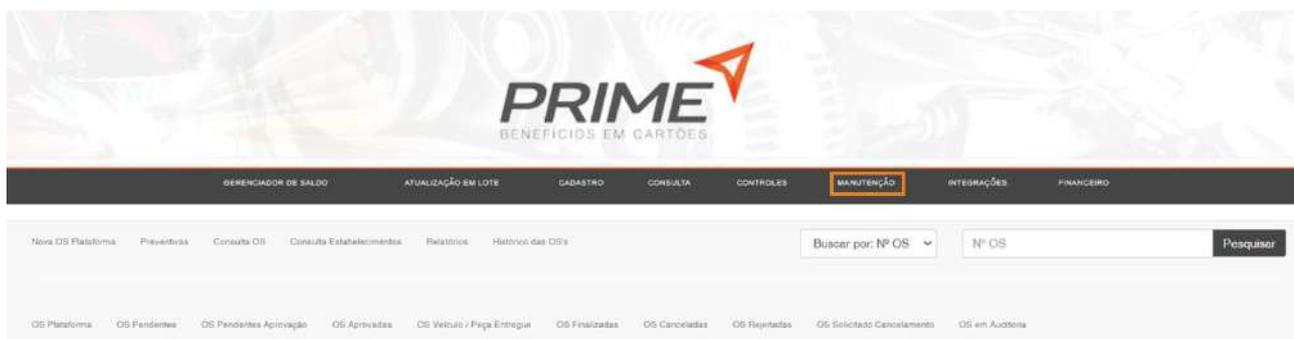 PRIME
BENEFÍCIOS EM CARTÕES
GERENCIADOR DE SALDO ATUALIZAÇÃO EM LOTE CADASTRO CONSULTA CONTROLES MANUTENÇÃO INTEGRAÇÕES FINANCEIRO
Nova OS Plataforma Preventivas Consulta OS Consulta Estabelecimentos Relatórios Histórico das OS's Buscar por: Nº OS Nº OS Pesquisar
OS Plataforma OS Pendentes OS Pendentes Aprovação OS Aprovadas OS Veículo / Peça Entregue OS Finalizadas OS Canceladas OS Rejeitadas OS Solicitado Cancelamento OS em Auditoria